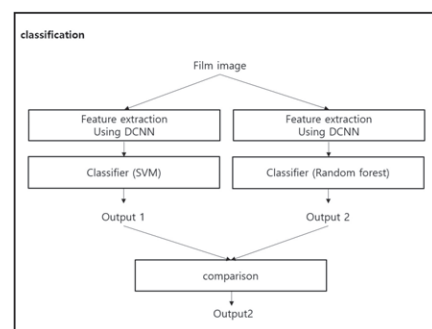 classification
Film image
Feature extraction
Using DCNN
Feature extraction
Using DCNN
Classifier (SVM)
Classifier (Random forest)
Output 1
Output 2
comparison
Output2